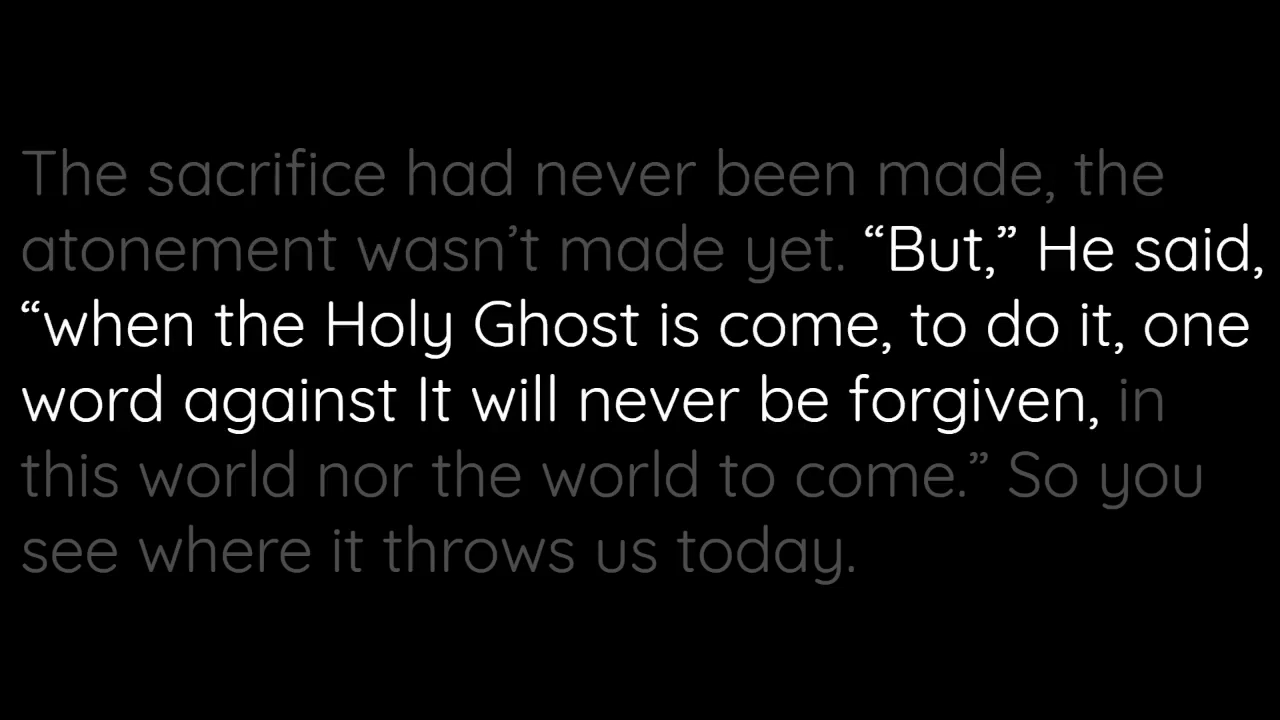 The sacrifice had never been made, the
atonement wasn’t made yet. “But,” He said,
“when the Holy Ghost is come, to do it, one
word against It will never be forgiven, in
this world nor the world to come.” So you
see where it throws us today.